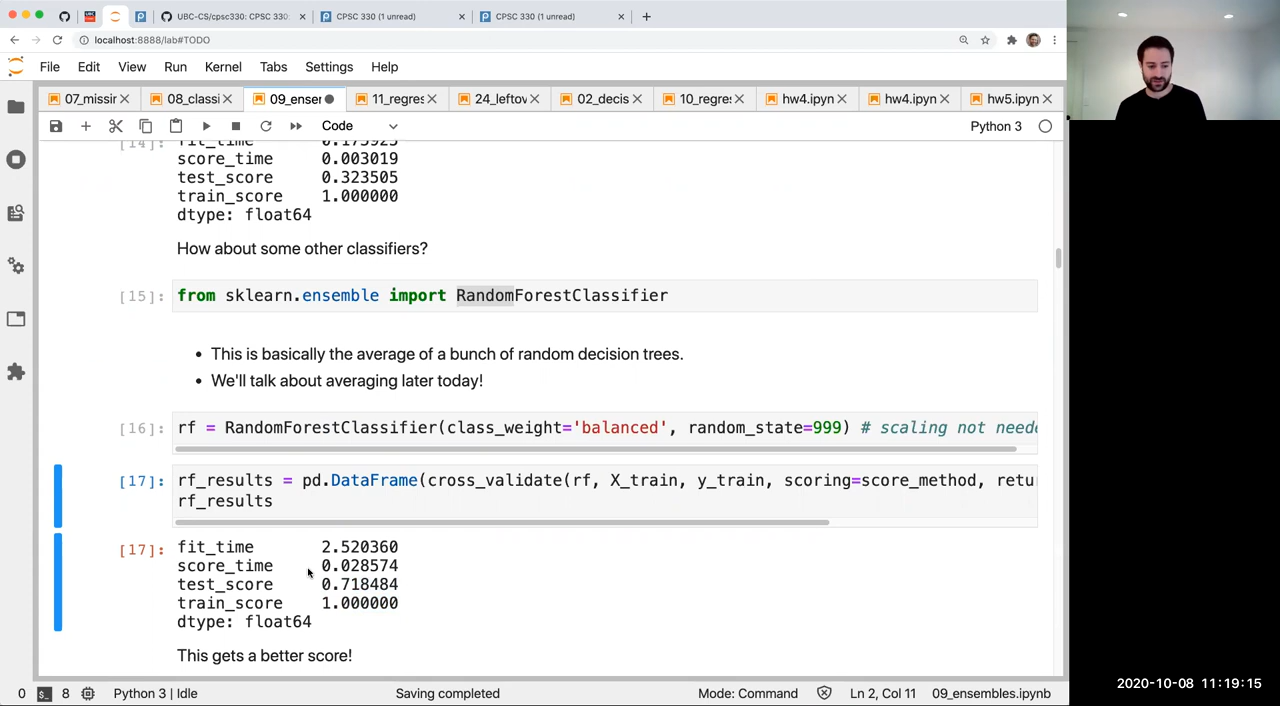 UBC-CS/cpsc330: CPSC 330:
CPSC 330 (1 unread)
CPSC 330 (1 unread)
localhost:8888/lab#TODO
File Edit View Run Kernel Tabs Settings Help
07_missir 08_classi 09_ensen 11_regres 24_leftov 02_decis 10_regre: hw4.ipyn hw4.ipyn hw5.ipyn
Code Python 3
[14]: fit_time 0.173925
score_time 0.003019
test_score 0.323505
train_score 1.000000
dtype: float64
How about some other classifiers?
[15]: from sklearn.ensemble import RandomForestClassifier
• This is basically the average of a bunch of random decision trees.
• We'll talk about averaging later today!
[16]: rf = RandomForestClassifier(class_weight='balanced', random_state=999) # scaling not neede
[17]: rf_results = pd.DataFrame(cross_validate(rf, X_train, y_train, scoring=score_method, retu
rf_results
[17]: fit_time 2.520360
score_time 0.028574
test_score 0.718484
train_score 1.000000
dtype: float64
This gets a better score!
0 8 Python 3 | Idle Saving completed Mode: Command Ln 2, Col 11 09_ensembles.ipynb
2020-10-08 11:19:15